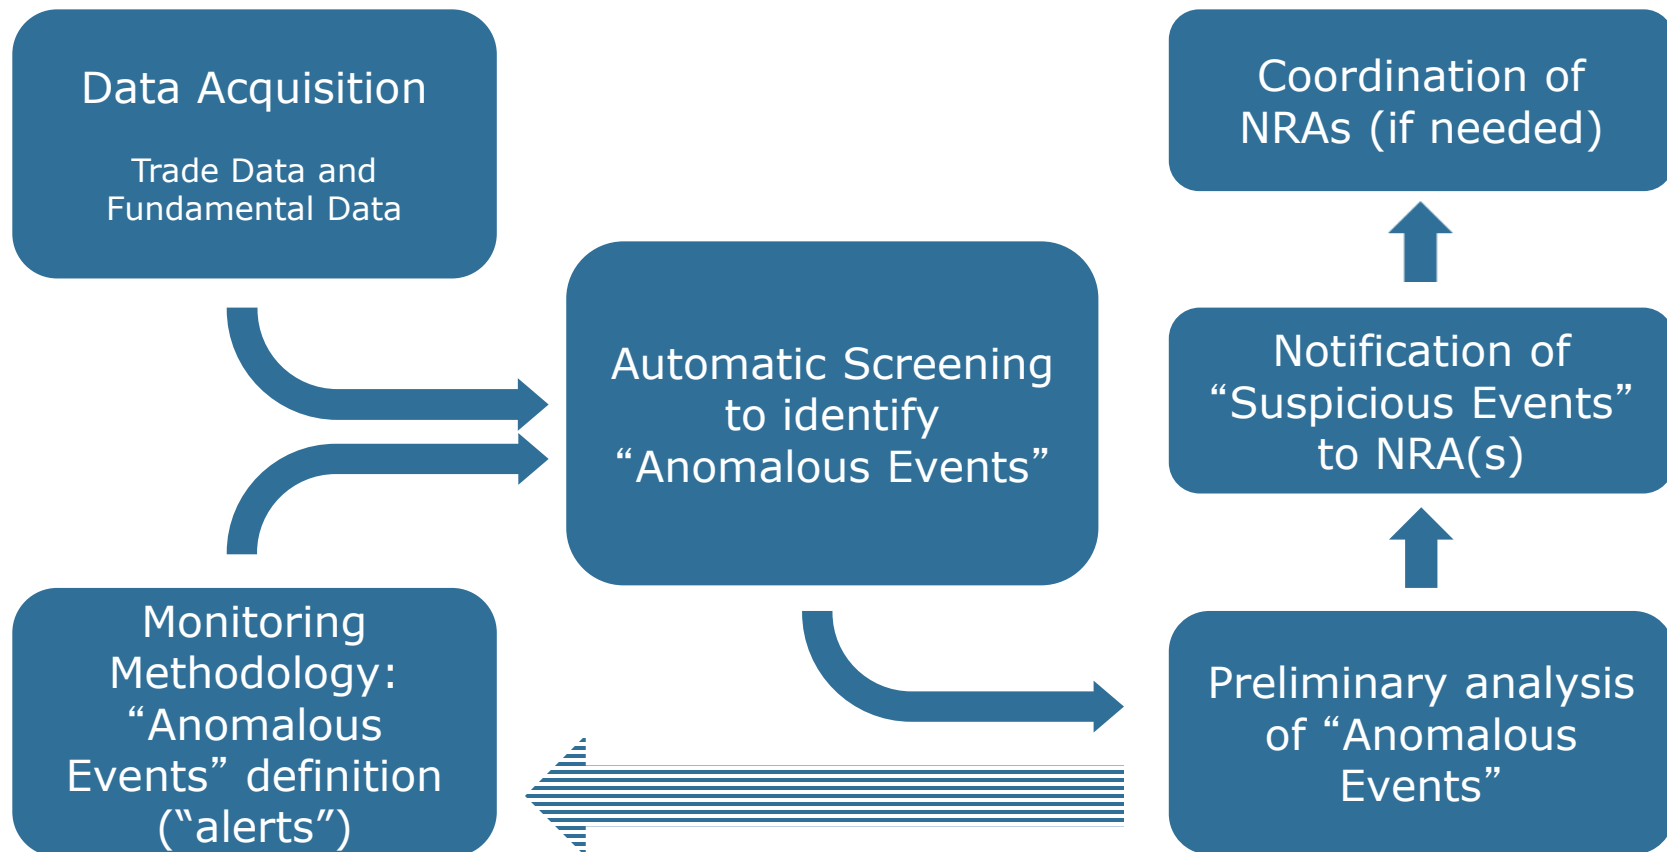 Data Acquisition
Trade Data and
Fundamental Data
Monitoring
Methodology:
“Anomalous
Events” definition
(“alerts”)
Automatic Screening
to identify
“Anomalous Events”
Preliminary analysis
of “Anomalous
Events”
Notification of
“Suspicious Events”
to NRA(s)
Coordination of
NRAs (if needed)